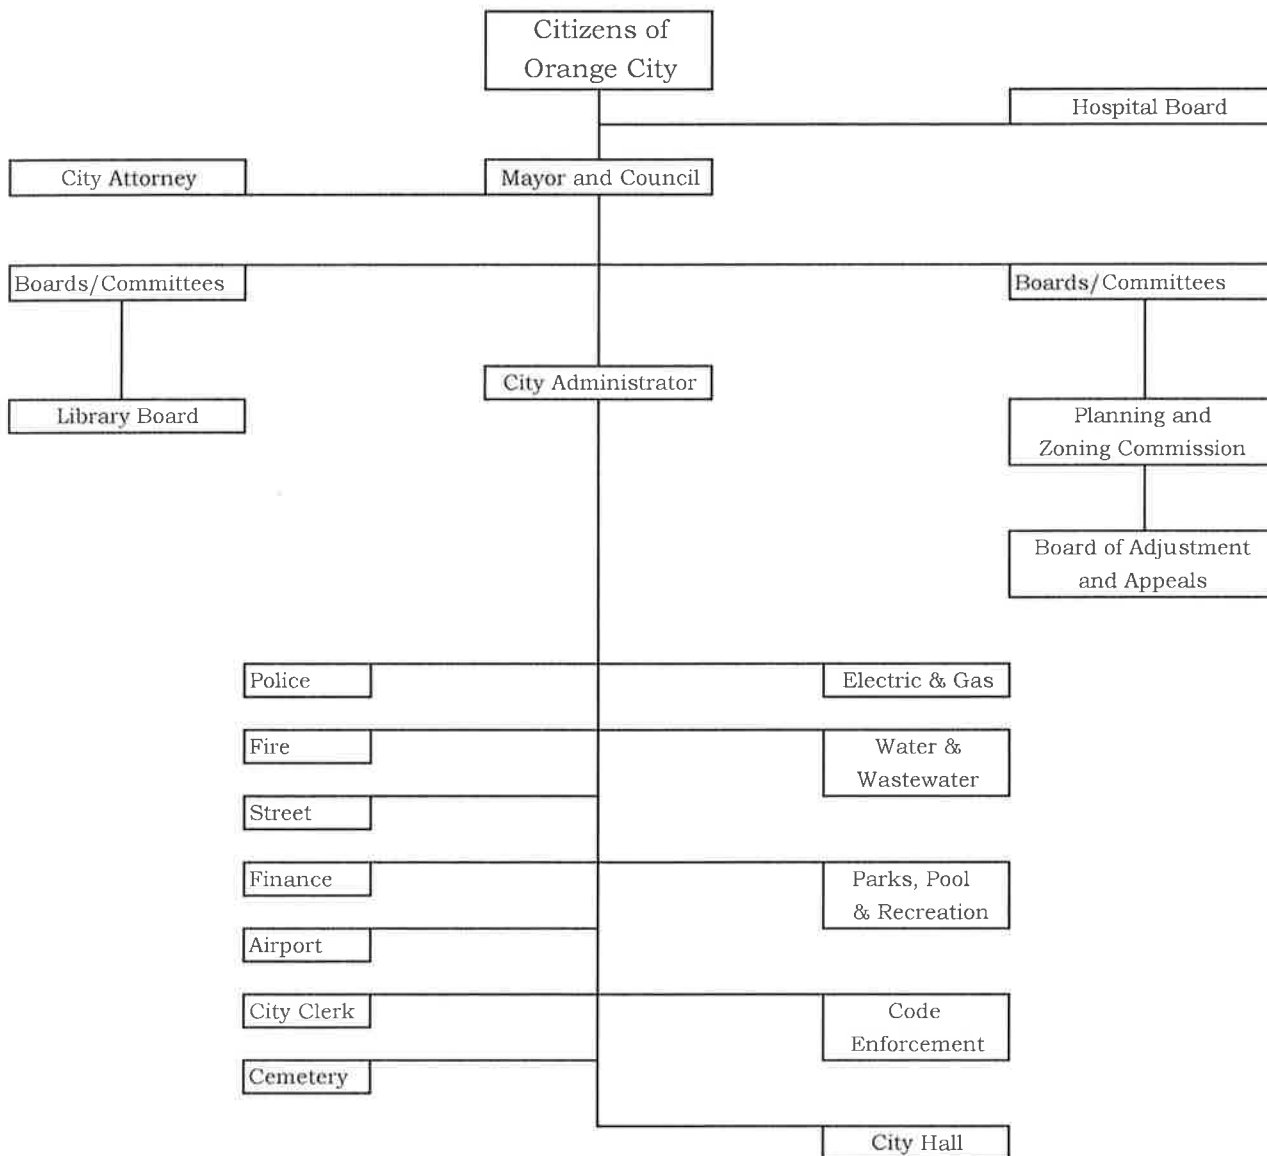 Citizens of
Orange City
Hospital Board
City Attorney
Mayor and Council
Boards/Committees
Boards/Committees
City Administrator
Library Board
Planning and
Zoning Commission
Board of Adjustment
and Appeals
Police
Electric & Gas
Fire
Water &
Wastewater
Street
Finance
Parks, Pool
& Recreation
Airport
City Clerk
Code
Enforcement
Cemetery
City Hall